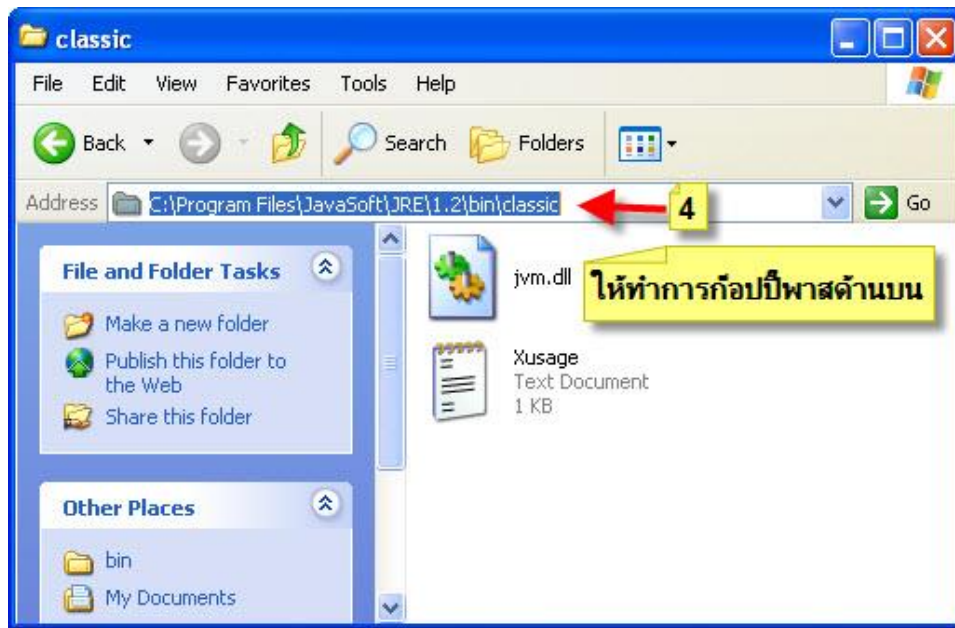 classic
File Edit View Favorites Tools Help
Back Search Folders
Address C:\Program Files\JavaSoft\JRE\1.2\bin\classic 4 Go
File and Folder Tasks
Make a new folder
Publish this folder to
the Web
Share this folder
Other Places
bin
My Documents
jvm.dll
ให้ทำการก๊อปปี๊พาสด้านบน
Xusage
Text Document
1 KB